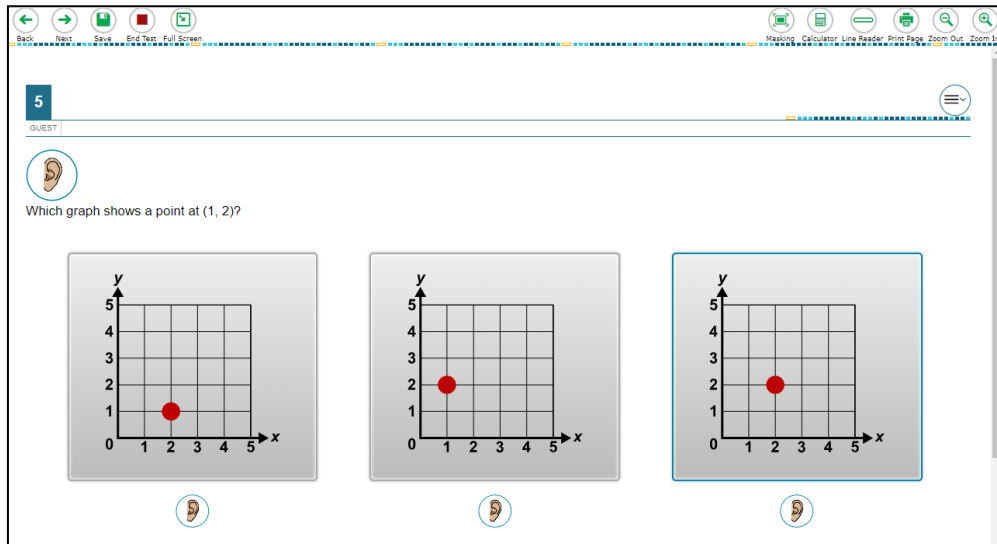 Back Next Save End Test Full Screen Masking Calculator Line Reader Print Page Zoom Out Zoom In
5
GUEST
Which graph shows a point at (1, 2)?
y y y
5 5 5
4 4 4
3 3 3
2 2 2
1 1 1
0 1 2 3 4 5 x 0 1 2 3 4 5 x 0 1 2 3 4 5 x